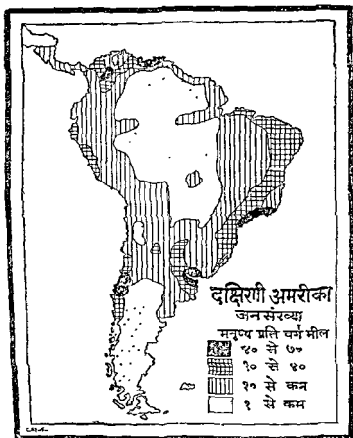 दक्षिणी अमरीका
जनसंख्या
मनुष्य प्रति वर्ग मील
४० से ७०
१० से ४०
१० से कम
१ से कम